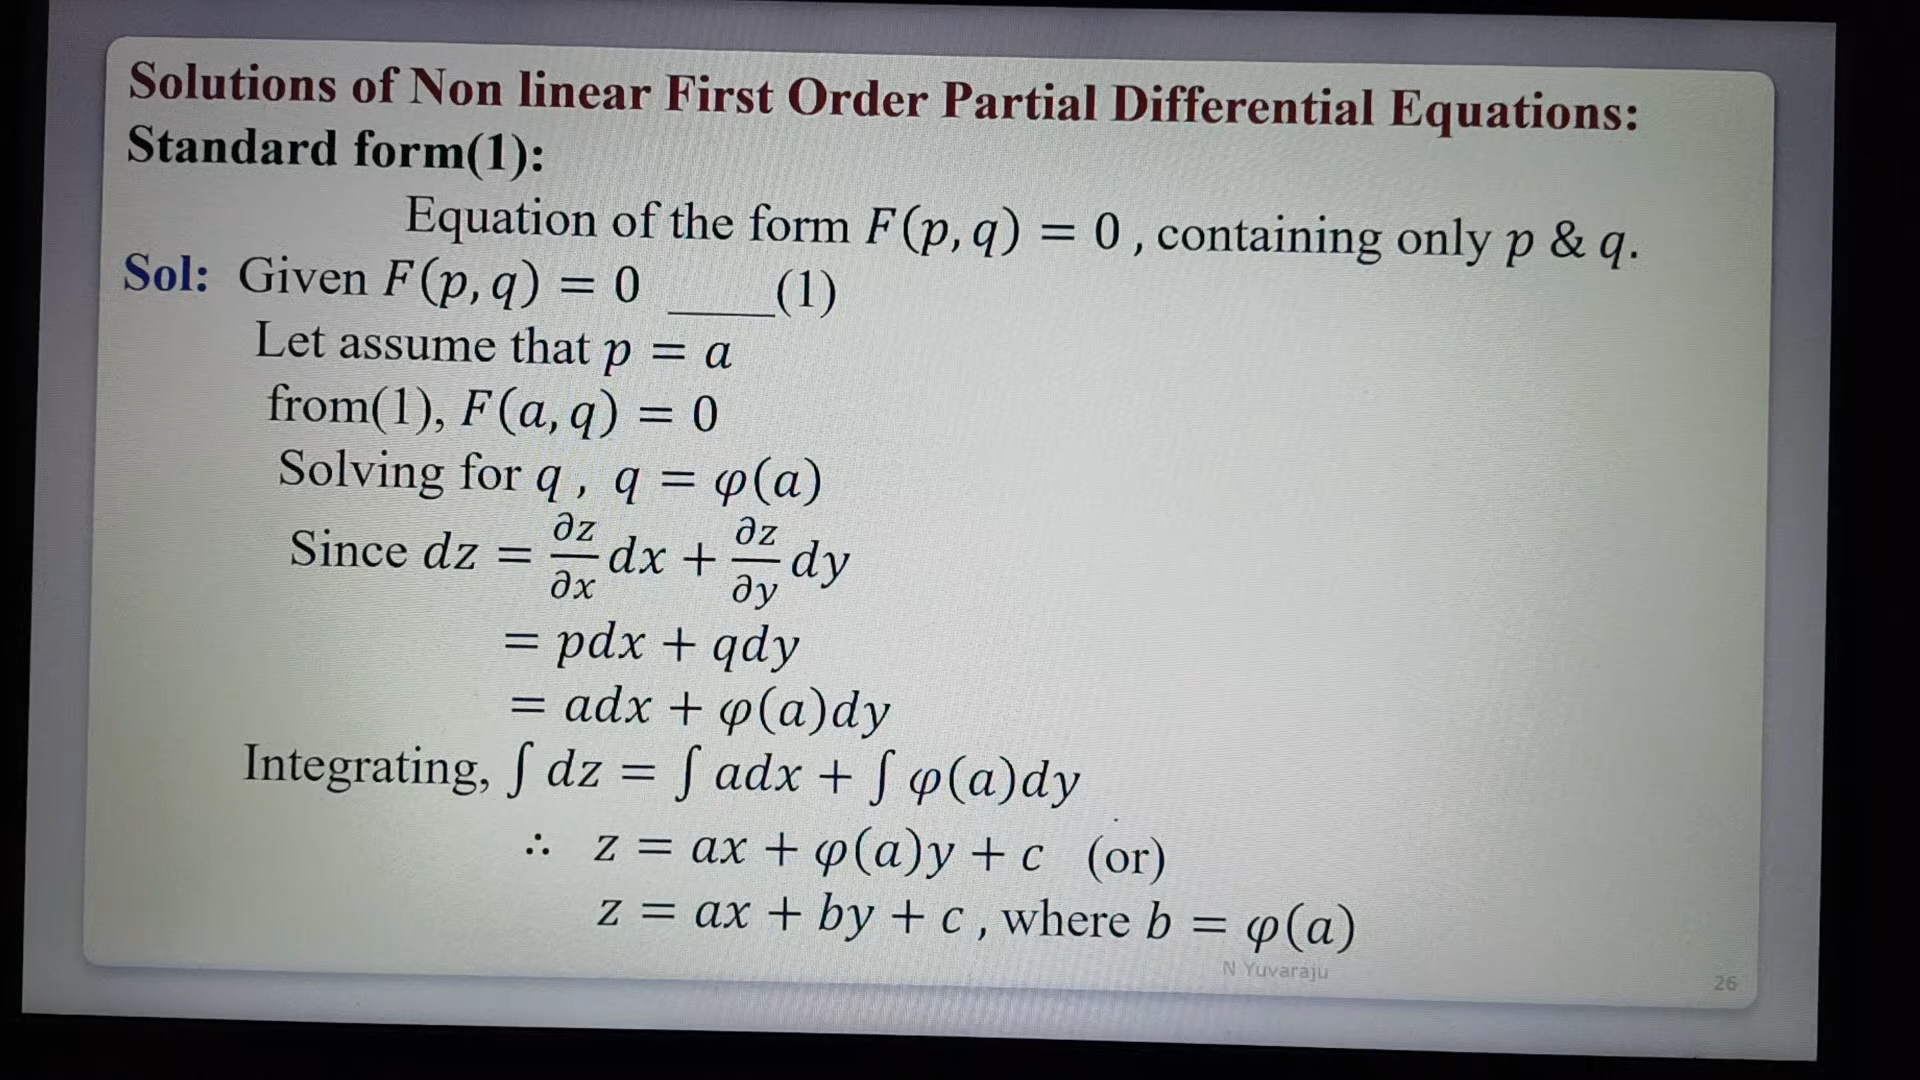 Solutions of Non linear First Order Partial Differential Equations:
Standard form(1):
Equation of the form F(p, q) = 0 , containing only p & q.
Sol: Given F(p, q) = 0 ____(1)
Let assume that p = a
from(1), F(a, q) = 0
Solving for q , q = φ(a)
Since dz = ∂z/∂x dx + ∂z/∂y dy
= pdx + qdy
= adx + φ(a)dy
Integrating, ∫ dz = ∫ adx + ∫ φ(a)dy
∴ z = ax + φ(a)y + c (or)
z = ax + by + c , where b = φ(a)
N Yuvaraju
26